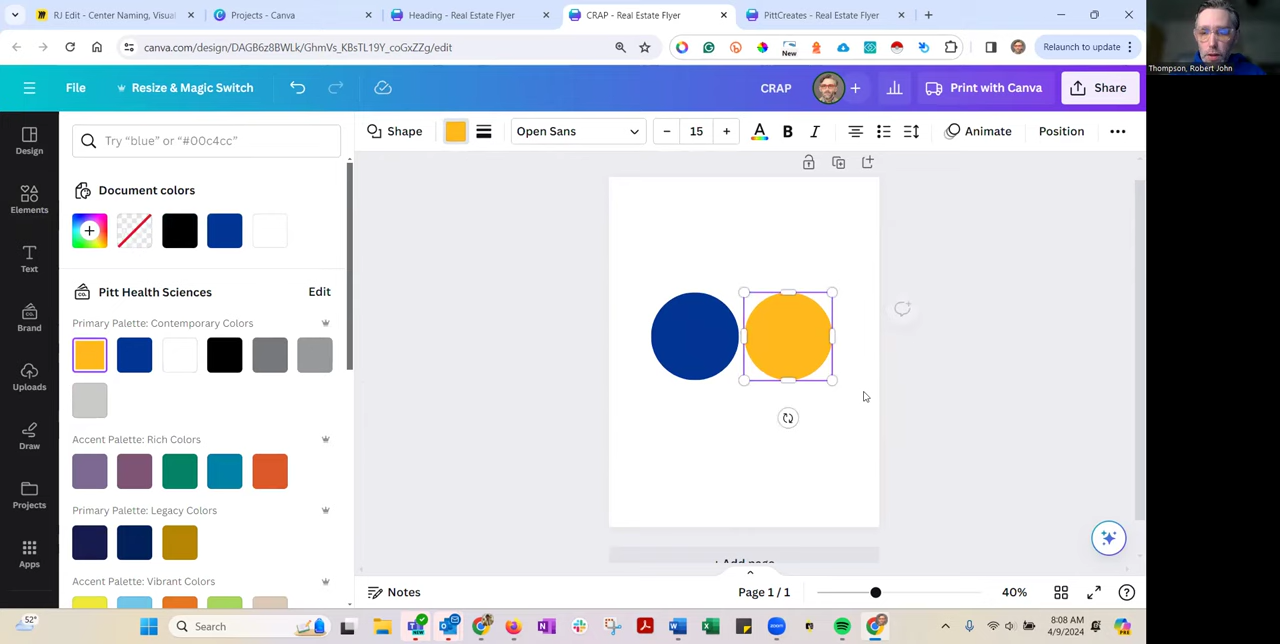 RJ Edit - Center Naming, Visual
Projects - Canva
Heading - Real Estate Flyer
CRAP - Real Estate Flyer
PittCreates - Real Estate Flyer
canva.com/design/DAGB6z8BWLk/GhmVs_KBsTL19Y_coGxZZg/edit
New
Relaunch to update
Thompson, Robert John
File
Resize & Magic Switch
CRAP
Print with Canva
Share
Try “blue” or “#00c4cc”
Shape
Open Sans
15
A
B
I
Animate
Position
Design
Elements
Text
Brand
Uploads
Draw
Projects
Apps
Document colors
Pitt Health Sciences
Edit
Primary Palette: Contemporary Colors
Accent Palette: Rich Colors
Primary Palette: Legacy Colors
Accent Palette: Vibrant Colors
+ Add page
Notes
Page 1 / 1
40%
52°
Search
8:08 AM
4/9/2024